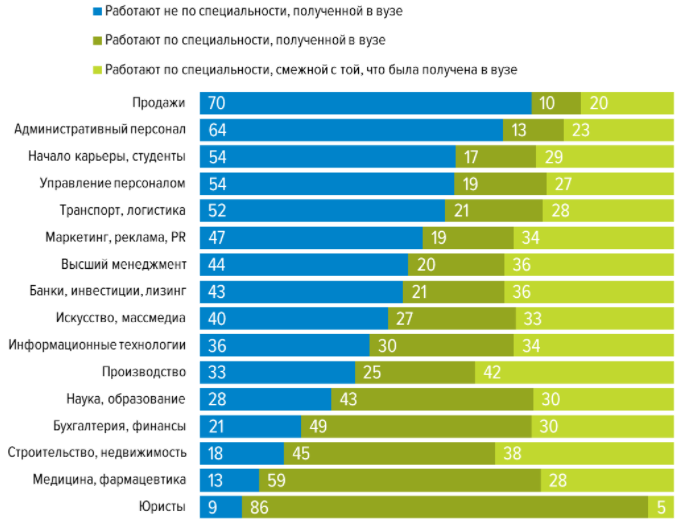 Работают не по специальности, полученной в вузе
Работают по специальности, полученной в вузе
Работают по специальности, смежной с той, что была получена в вузе
Продажи 70 10 20
Административный персонал 64 13 23
Начало карьеры, студенты 54 17 29
Управление персоналом 54 19 27
Транспорт, логистика 52 21 28
Маркетинг, реклама, PR 47 19 34
Высший менеджмент 44 20 36
Банки, инвестиции, лизинг 43 21 36
Искусство, массмедиа 40 27 33
Информационные технологии 36 30 34
Производство 33 25 42
Наука, образование 28 43 30
Бухгалтерия, финансы 21 49 30
Строительство, недвижимость 18 45 38
Медицина, фармацевтика 13 59 28
Юристы 9 86 5